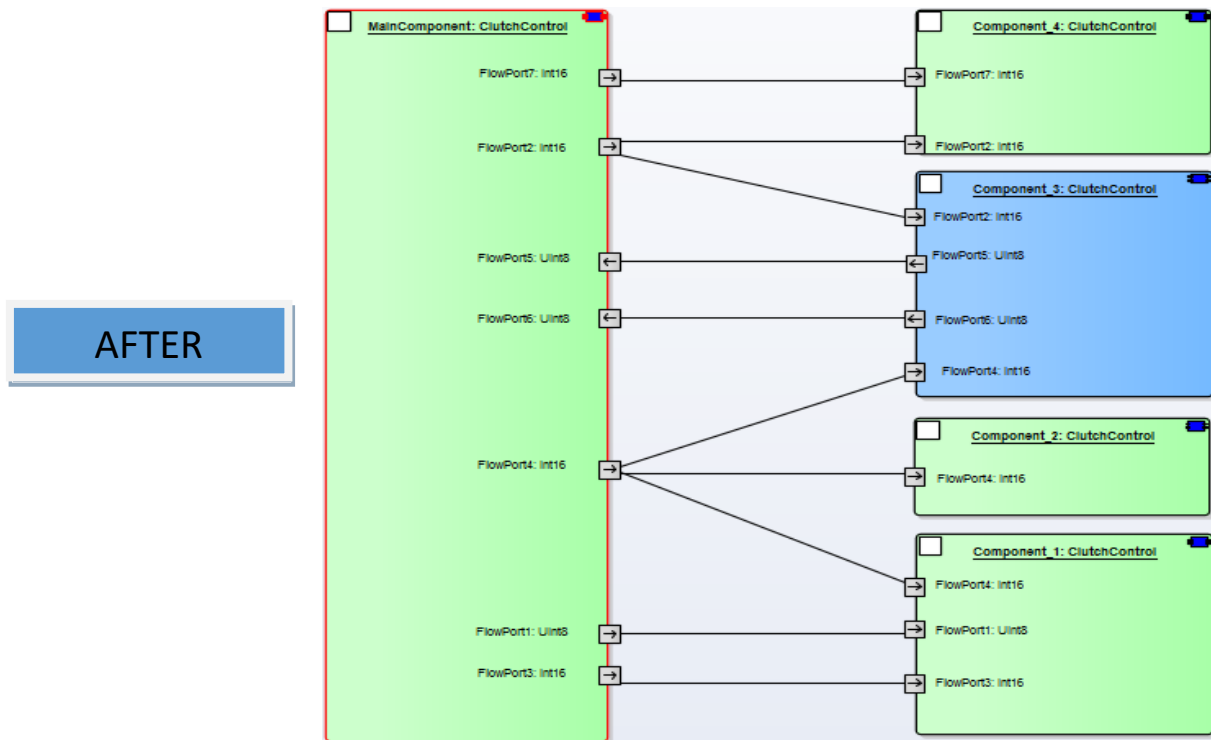 AFTER
MainComponent: ClutchControl
FlowPort7: Int16
FlowPort2: Int16
FlowPort5: UInt8
FlowPort6: UInt8
FlowPort4: Int16
FlowPort1: UInt8
FlowPort3: Int16
Component_4: ClutchControl
FlowPort7: Int16
FlowPort2: Int16
Component_3: ClutchControl
FlowPort2: Int16
FlowPort5: UInt8
FlowPort6: UInt8
FlowPort4: Int16
Component_2: ClutchControl
FlowPort4: Int16
Component_1: ClutchControl
FlowPort4: Int16
FlowPort1: UInt8
FlowPort3: Int16